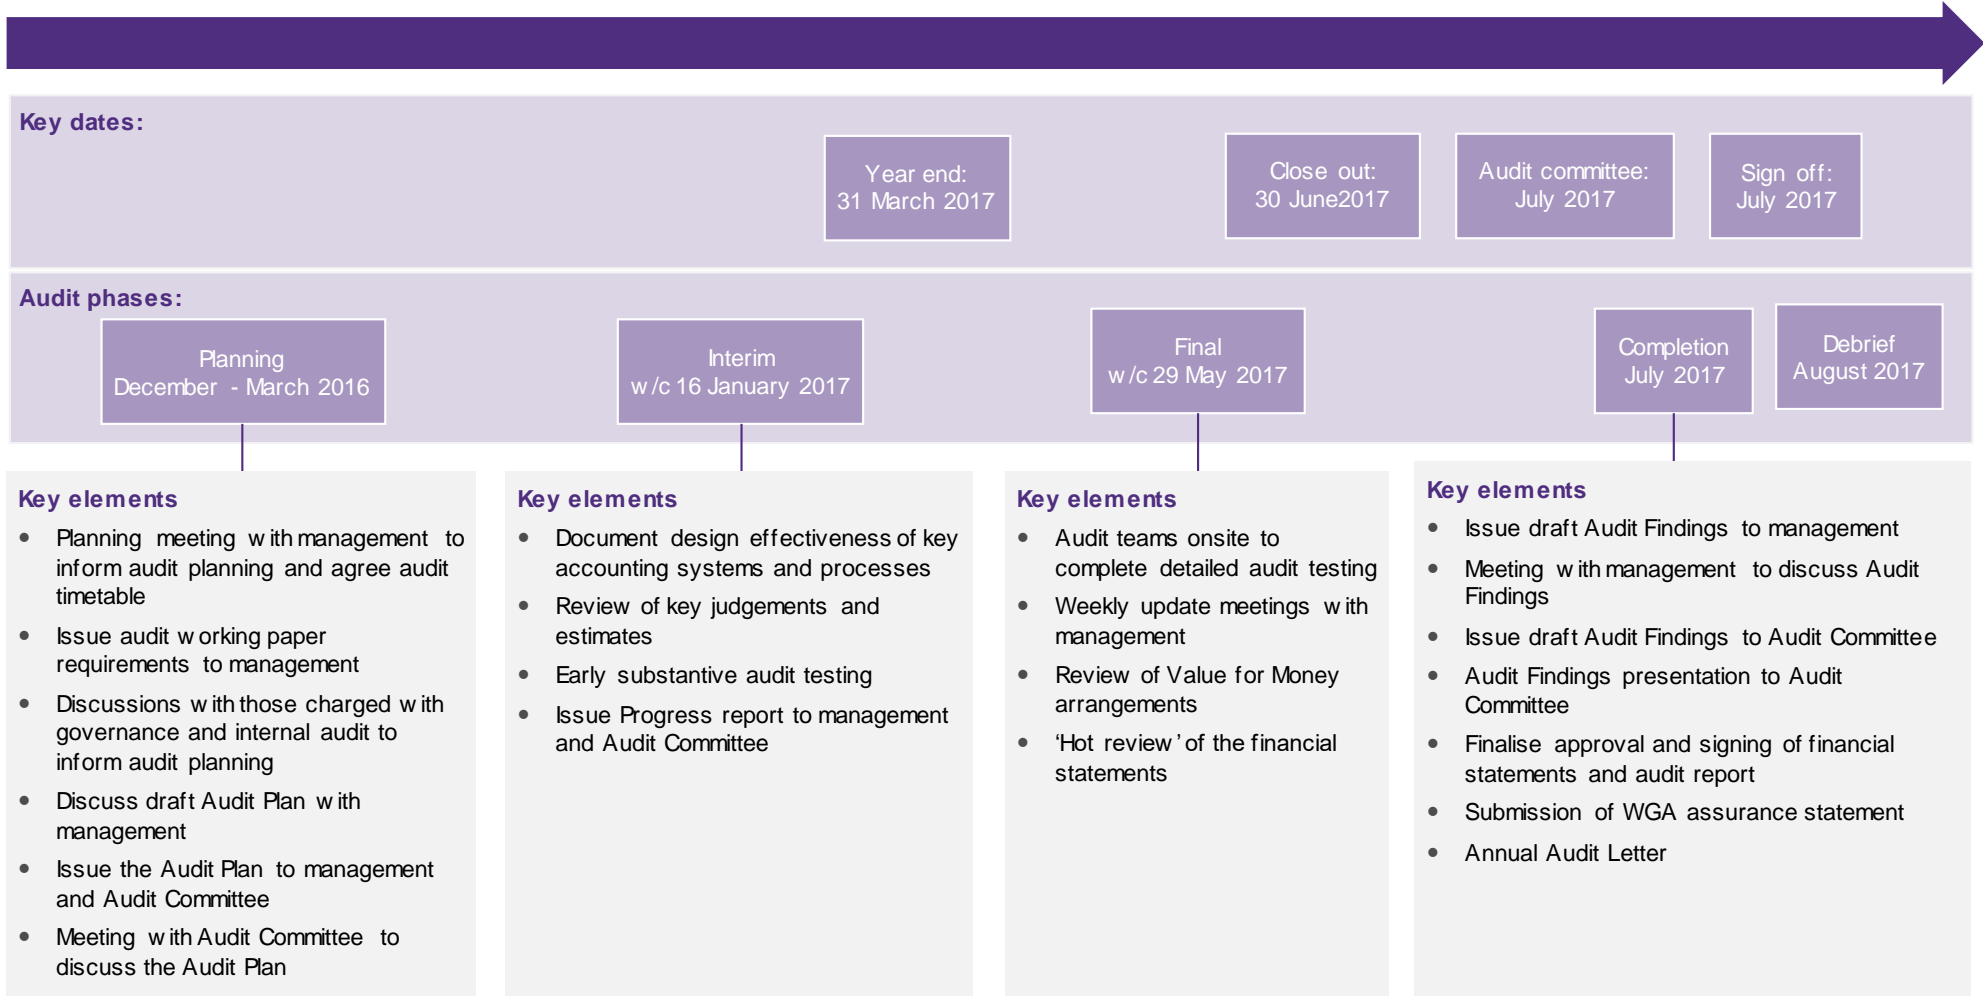 Key dates:
Year end:
31 March 2017
Close out:
30 June2017
Audit committee:
July 2017
Sign off:
July 2017
Audit phases:
Planning
December - March 2016
Interim
w/c 16 January 2017
Final
w/c 29 May 2017
Completion
July 2017
Debrief
August 2017
Key elements
• Planning meeting with management to
inform audit planning and agree audit
timetable
• Issue audit working paper
requirements to management
• Discussions with those charged with
governance and internal audit to
inform audit planning
• Discuss draft Audit Plan with
management
• Issue the Audit Plan to management
and Audit Committee
• Meeting with Audit Committee to
discuss the Audit Plan
Key elements
• Document design effectiveness of key
accounting systems and processes
• Review of key judgements and
estimates
• Early substantive audit testing
• Issue Progress report to management
and Audit Committee
Key elements
• Audit teams onsite to
complete detailed audit testing
• Weekly update meetings with
management
• Review of Value for Money
arrangements
• ‘Hot review’ of the financial
statements
Key elements
• Issue draft Audit Findings to management
• Meeting with management to discuss Audit
Findings
• Issue draft Audit Findings to Audit Committee
• Audit Findings presentation to Audit
Committee
• Finalise approval and signing of financial
statements and audit report
• Submission of WGA assurance statement
• Annual Audit Letter